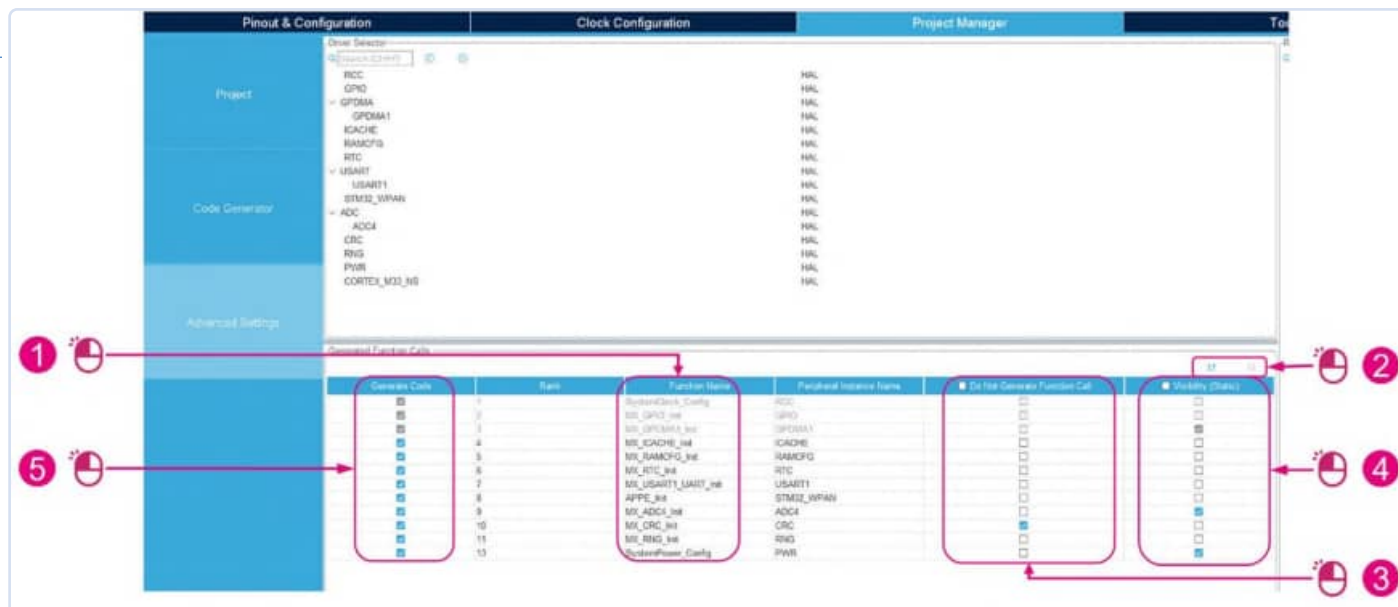 Pinout & Configuration Clock Configuration Project Manager Too
Driver Selector
RCC HAL
GPIO HAL
GPDMA HAL
GPDMA1 HAL
ICACHE HAL
RAMCFG HAL
RTC HAL
USART HAL
USART1 HAL
STM32_WPAN HAL
ADC HAL
ADC4 HAL
CRC HAL
RNG HAL
PWR HAL
CORTEX_M33_NS HAL
Project
Code Generator
Advanced Settings
Generated Function Calls
1
2
Generate Code Rank Function Name Peripheral Instance Name Do Not Generate Function Call Visibility (Static)
1 SystemClock_Config RCC
2 MX_GPIO_Init GPIO
3 MX_GPDMA1_Init GPDMA1
4 MX_ICACHE_Init ICACHE
5 MX_RAMCFG_Init RAMCFG
6 MX_RTC_Init RTC
7 MX_USART1_UART_Init USART1
8 APPE_Init STM32_WPAN
9 MX_ADC4_Init ADC4
10 MX_CRC_Init CRC
11 MX_RNG_Init RNG
13 SystemPower_Config PWR
5
4
3